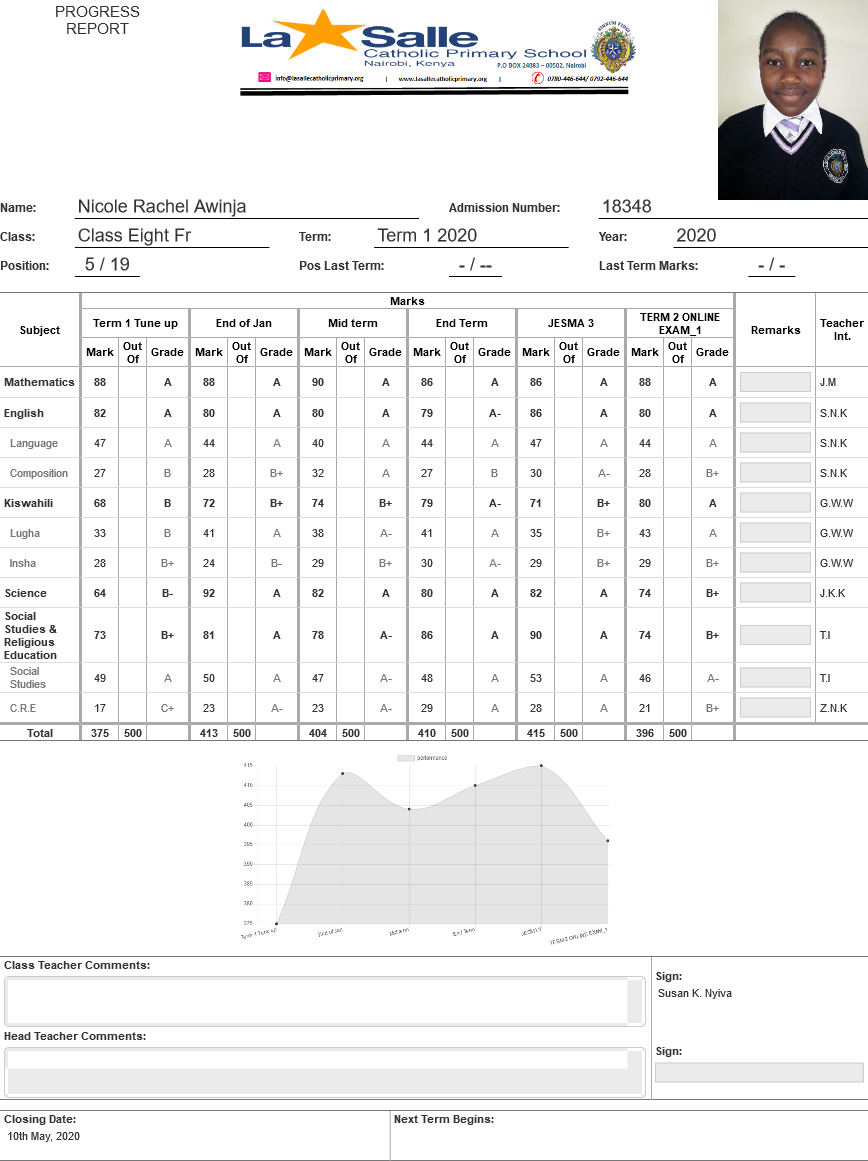 PROGRESS
REPORT
La Salle
Catholic Primary School
Nairobi, Kenya
P.O BOX 24083 – 00502, Nairobi
info@lasallecatholicprimary.org | www.lasallecatholicprimary.org | 0780-446-644/ 0792-446-644
Name: Nicole Rachel Awinja Admission Number: 18348
Class: Class Eight Fr Term: Term 1 2020 Year: 2020
Position: 5 / 19 Pos Last Term: - / -- Last Term Marks: - / -
Marks
Subject Term 1 Tune up End of Jan Mid term End Term JESMA 3 TERM 2 ONLINE EXAM_1 Remarks Teacher Int.
Mark Out Of Grade Mark Out Of Grade Mark Out Of Grade Mark Out Of Grade Mark Out Of Grade Mark Out Of Grade
Mathematics 88 A 88 A 90 A 86 A 86 A 88 A J.M
English 82 A 80 A 80 A 79 A- 86 A 80 A S.N.K
Language 47 A 44 A 40 A 44 A 47 A 44 A S.N.K
Composition 27 B 28 B+ 32 A 27 B 30 A- 28 B+ S.N.K
Kiswahili 68 B 72 B+ 74 B+ 79 A- 71 B+ 80 A G.W.W
Lugha 33 B 41 A 38 A- 41 A 35 B+ 43 A G.W.W
Insha 28 B+ 24 B- 29 B+ 30 A- 29 B+ 29 B+ G.W.W
Science 64 B- 92 A 82 A 80 A 82 A 74 B+ J.K.K
Social Studies & Religious Education 73 B+ 81 A 78 A- 86 A 90 A 74 B+ T.I
Social Studies 49 A 50 A 47 A- 48 A 53 A 46 A- T.I
C.R.E 17 C+ 23 A- 23 A- 29 A 28 A 21 B+ Z.N.K
Total 375 500 413 500 404 500 410 500 415 500 396 500
performance
415
410
405
400
395
390
385
380
375
Term 1 Tune up End of Jan Mid term End Term JESMA 3 TERM 2 ONLINE EXAM_1
Class Teacher Comments:
Sign:
Susan K. Nyiva
Head Teacher Comments:
Sign:
Closing Date: Next Term Begins:
10th May, 2020